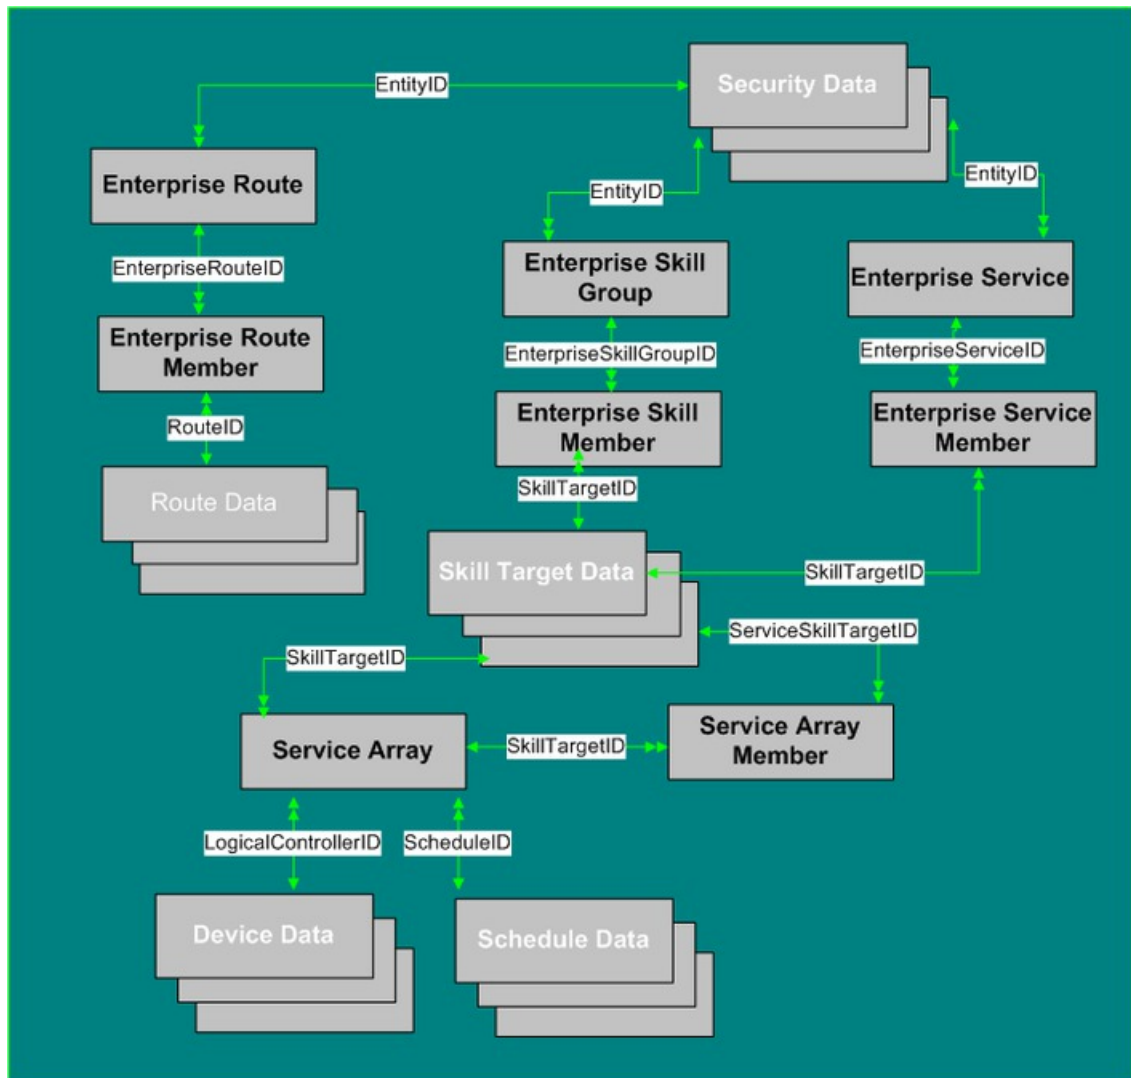 Security Data
EntityID
Enterprise Route
EntityID
EntityID
Enterprise Skill
Group
Enterprise Service
EnterpriseRouteID
Enterprise Route
Member
EnterpriseSkillGroupID
EnterpriseServiceID
Enterprise Skill
Member
Enterprise Service
Member
RouteID
Route Data
SkillTargetID
Skill Target Data
SkillTargetID
ServiceSkillTargetID
SkillTargetID
Service Array
SkillTargetID
Service Array
Member
LogicalControllerID
ScheduleID
Device Data
Schedule Data